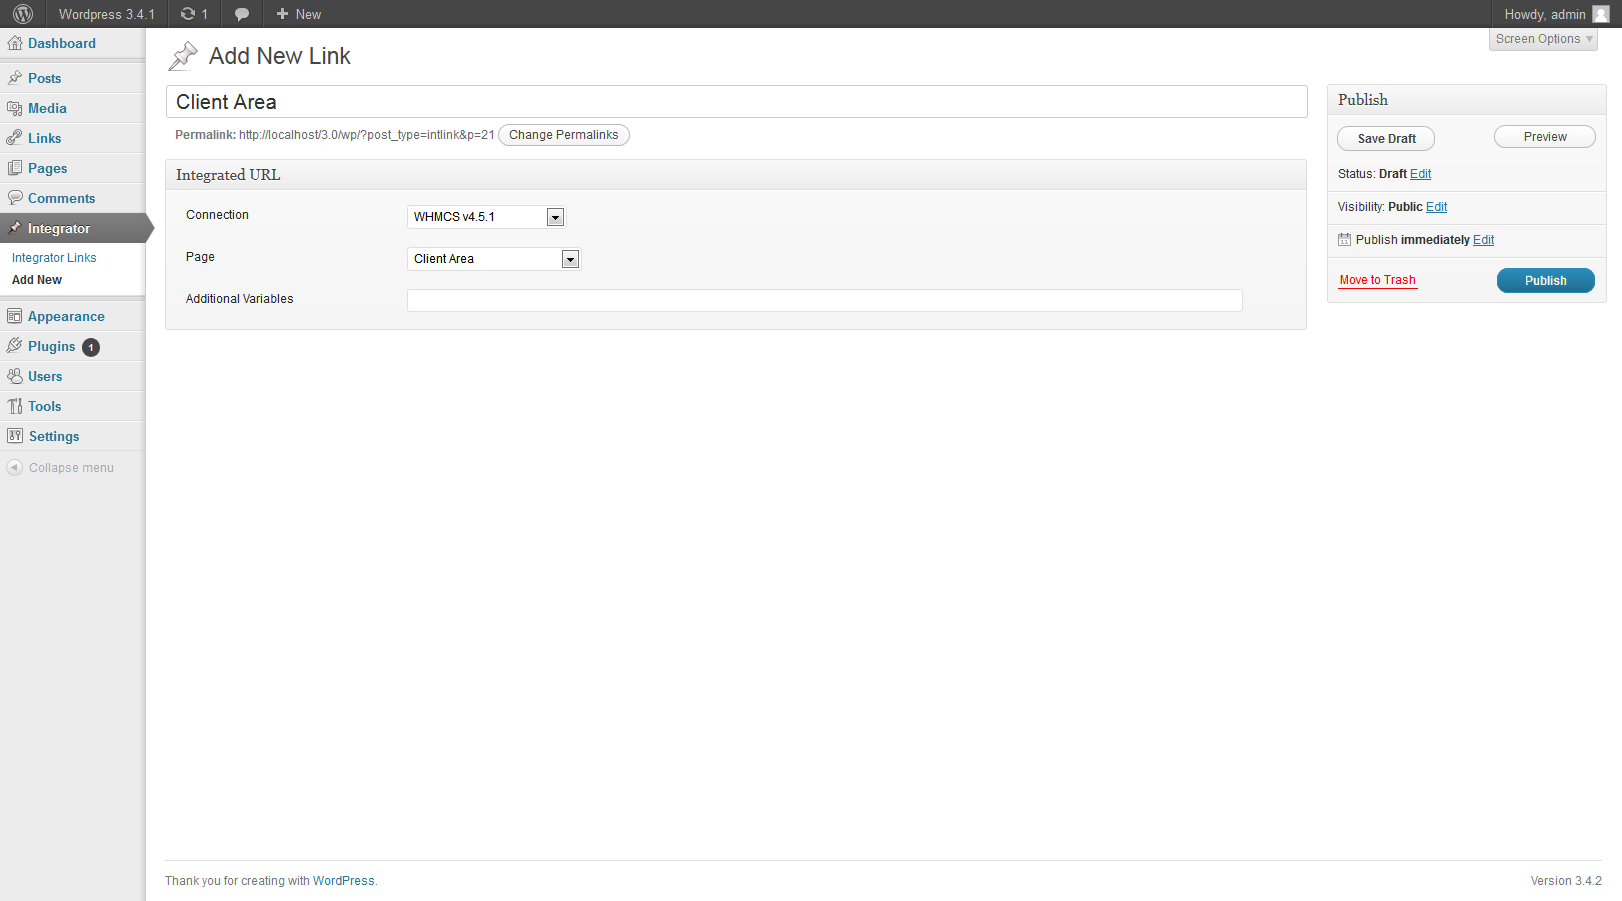 Wordpress 3.4.1 1 + New Howdy, admin
Screen Options
Dashboard
Posts
Media
Links
Pages
Comments
Integrator
Integrator Links
Add New
Appearance
Plugins 1
Users
Tools
Settings
Collapse menu
Add New Link
Client Area
Permalink: http://localhost/3.0/wp/?post_type=intlink&p=21 Change Permalinks
Integrated URL
Connection WHMCS v4.5.1
Page Client Area
Additional Variables
Publish
Save Draft Preview
Status: Draft Edit
Visibility: Public Edit
Publish immediately Edit
Move to Trash Publish
Thank you for creating with WordPress. Version 3.4.2